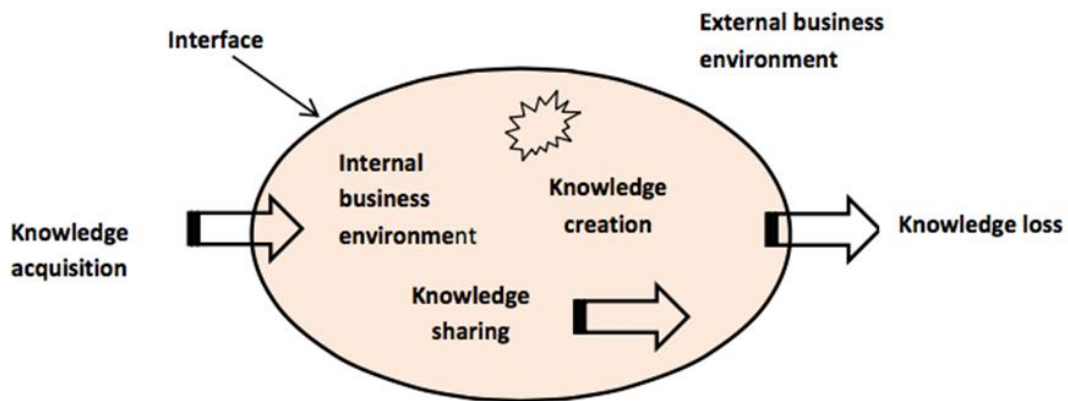 Interface
External business
environment
Internal
business
environment
Knowledge
creation
Knowledge
acquisition
Knowledge loss
Knowledge
sharing